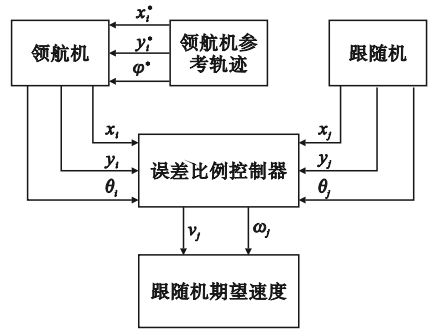 x_i^*
领航机
y_i^*
领航机参
考轨迹
φ^*
跟随机
x_i
y_i
θ_i
误差比例控制器
x_j
y_j
θ_j
v_j
ω_j
跟随机期望速度